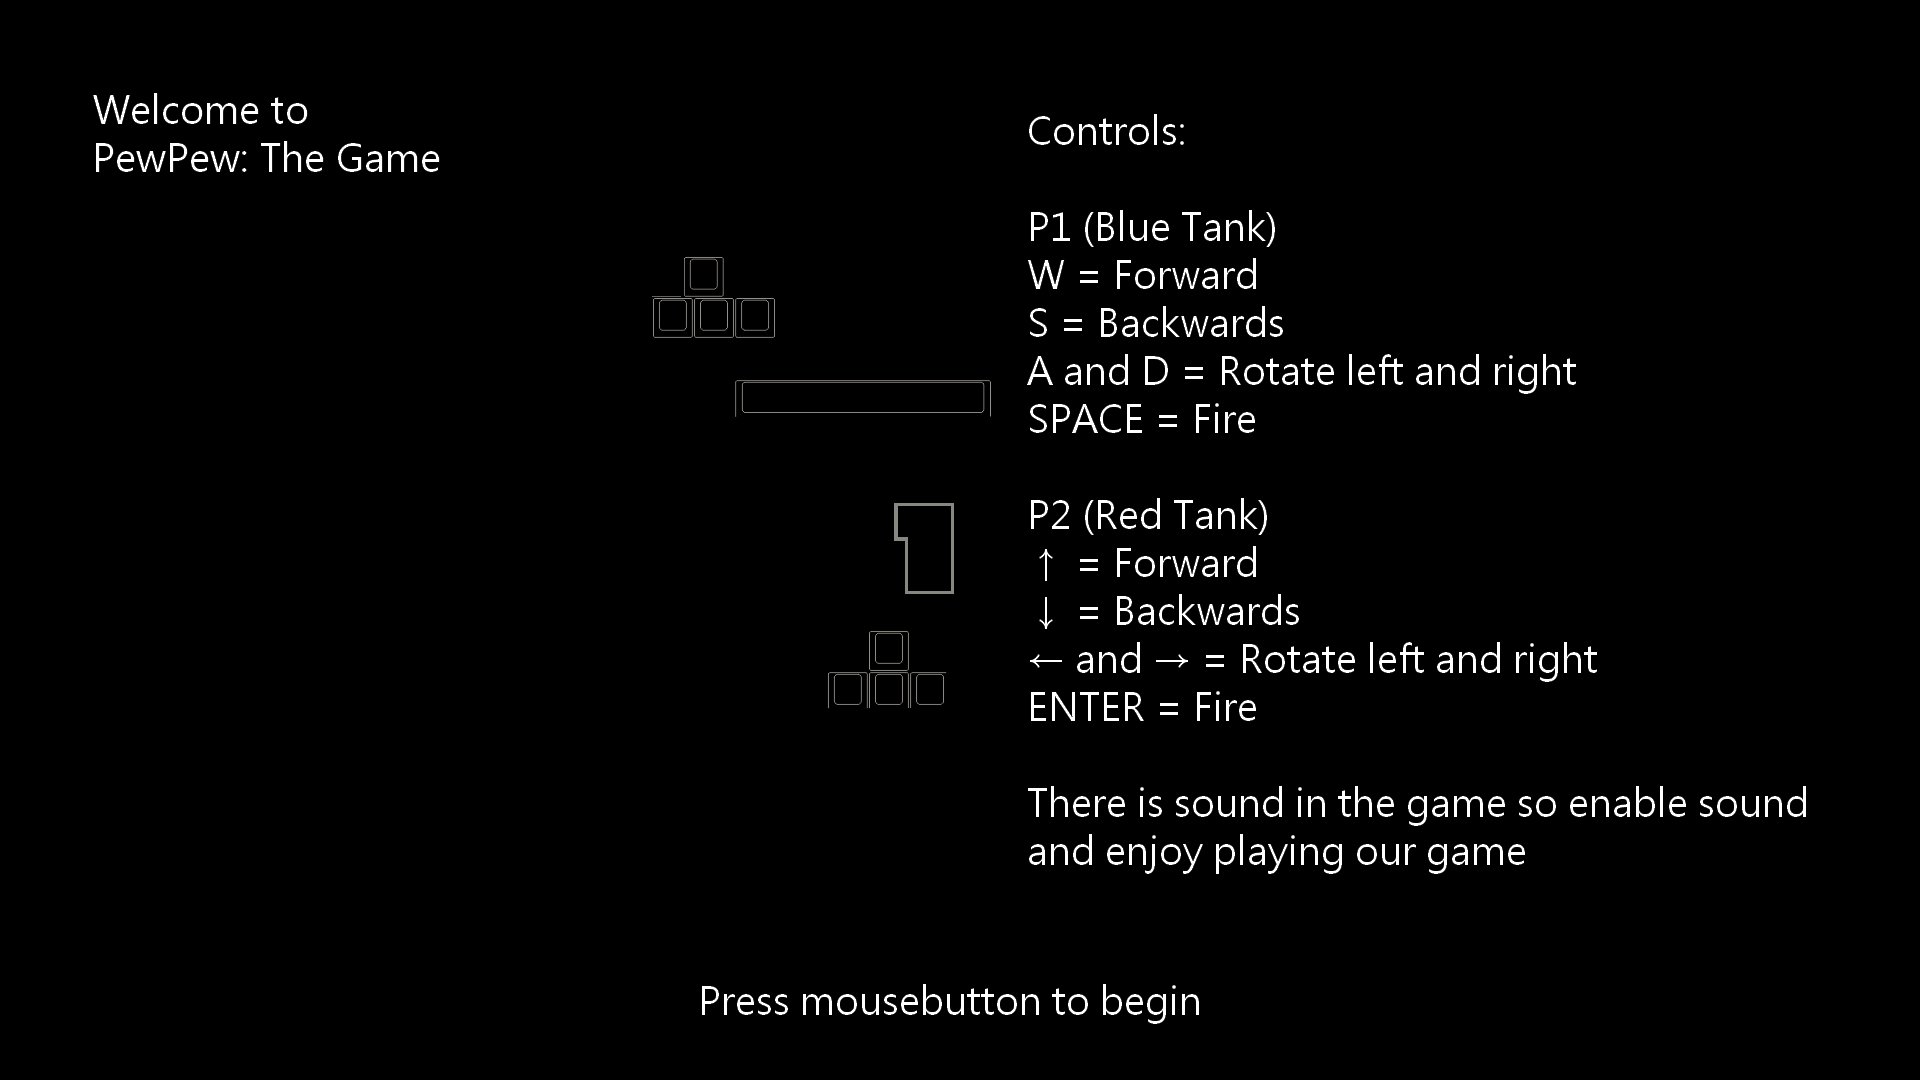 Welcome to
PewPew: The Game
Controls:
P1 (Blue Tank)
W = Forward
S = Backwards
A and D = Rotate left and right
SPACE = Fire
P2 (Red Tank)
↑ = Forward
↓ = Backwards
← and → = Rotate left and right
ENTER = Fire
There is sound in the game so enable sound
and enjoy playing our game
Press mousebutton to begin